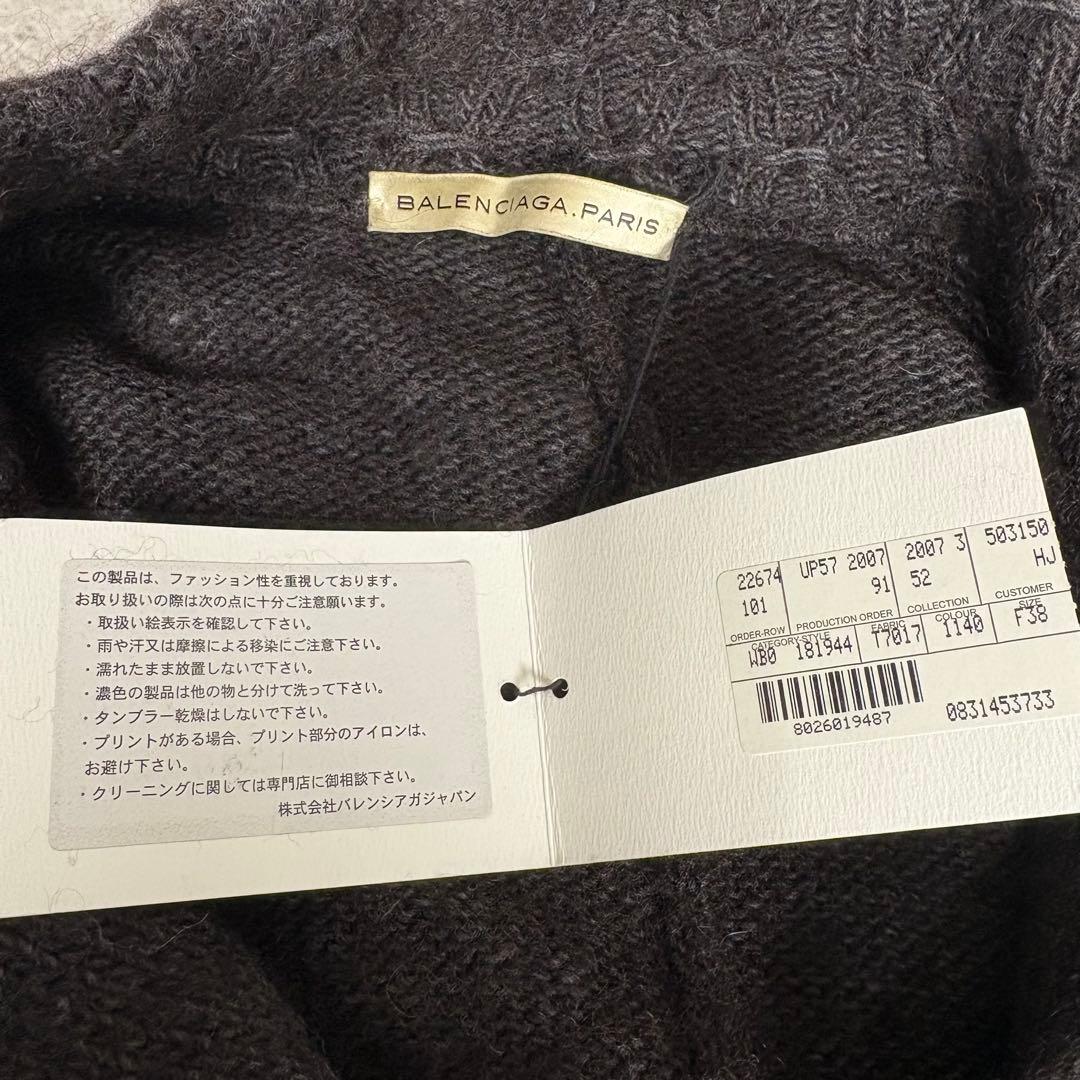 BALENCIAGA.PARIS
この製品は、ファッション性を重視しております。
お取り扱いの際は次の点に十分ご注意願います。
・取扱い絵表示を確認して下さい。
・雨や汗又は摩擦による移染にご注意下さい。
・濡れたまま放置しないで下さい。
・濃色の製品は他の物と分けて洗って下さい。
・タンブラー乾燥はしないで下さい。
・プリントがある場合、プリント部分のアイロンは、
お避け下さい。
・クリーニングに関しては専門店に御相談下さい。
株式会社バレンシアガジャパン
22674 UP57 2007 2007 3 503150
101 91 52 HJ
ORDER-ROW PRODUCTION ORDER COLLECTION CUSTOMER
CATEGORY-STYLE FABRIC COLOUR SIZE
WB0 181944 T7017 1140 F38
8026019487 0831453733